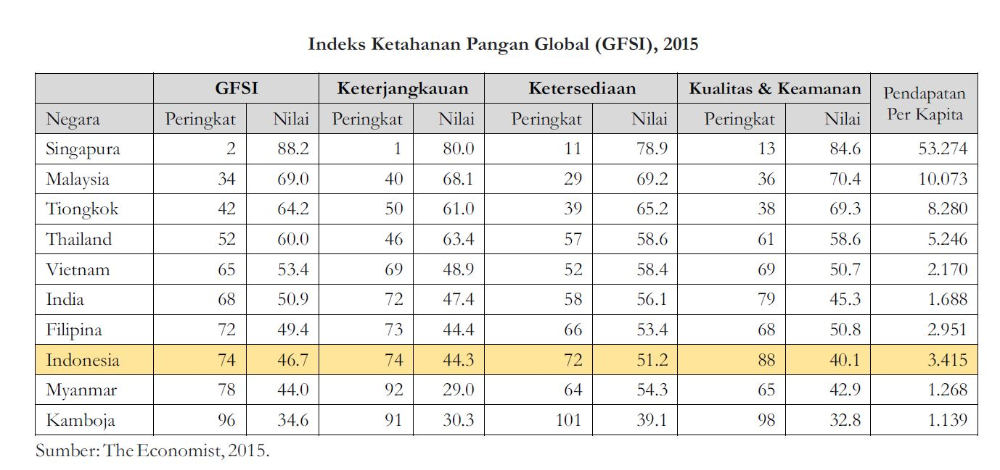 Indeks Ketahanan Pangan Global (GFSI), 2015
GFSI Keterjangkauan Ketersediaan Kualitas & Keamanan Pendapatan Per Kapita
Negara Peringkat Nilai Peringkat Nilai Peringkat Nilai Peringkat Nilai
Singapura 2 88.2 1 80.0 11 78.9 13 84.6 53.274
Malaysia 34 69.0 40 68.1 29 69.2 36 70.4 10.073
Tiongkok 42 64.2 50 61.0 39 65.2 38 69.3 8.280
Thailand 52 60.0 46 63.4 57 58.6 61 58.6 5.246
Vietnam 65 53.4 69 48.9 52 58.4 69 50.7 2.170
India 68 50.9 72 47.4 58 56.1 79 45.3 1.688
Filipina 72 49.4 73 44.4 66 53.4 68 50.8 2.951
Indonesia 74 46.7 74 44.3 72 51.2 88 40.1 3.415
Myanmar 78 44.0 92 29.0 64 54.3 65 42.9 1.268
Kamboja 96 34.6 91 30.3 101 39.1 98 32.8 1.139
Sumber: The Economist, 2015.